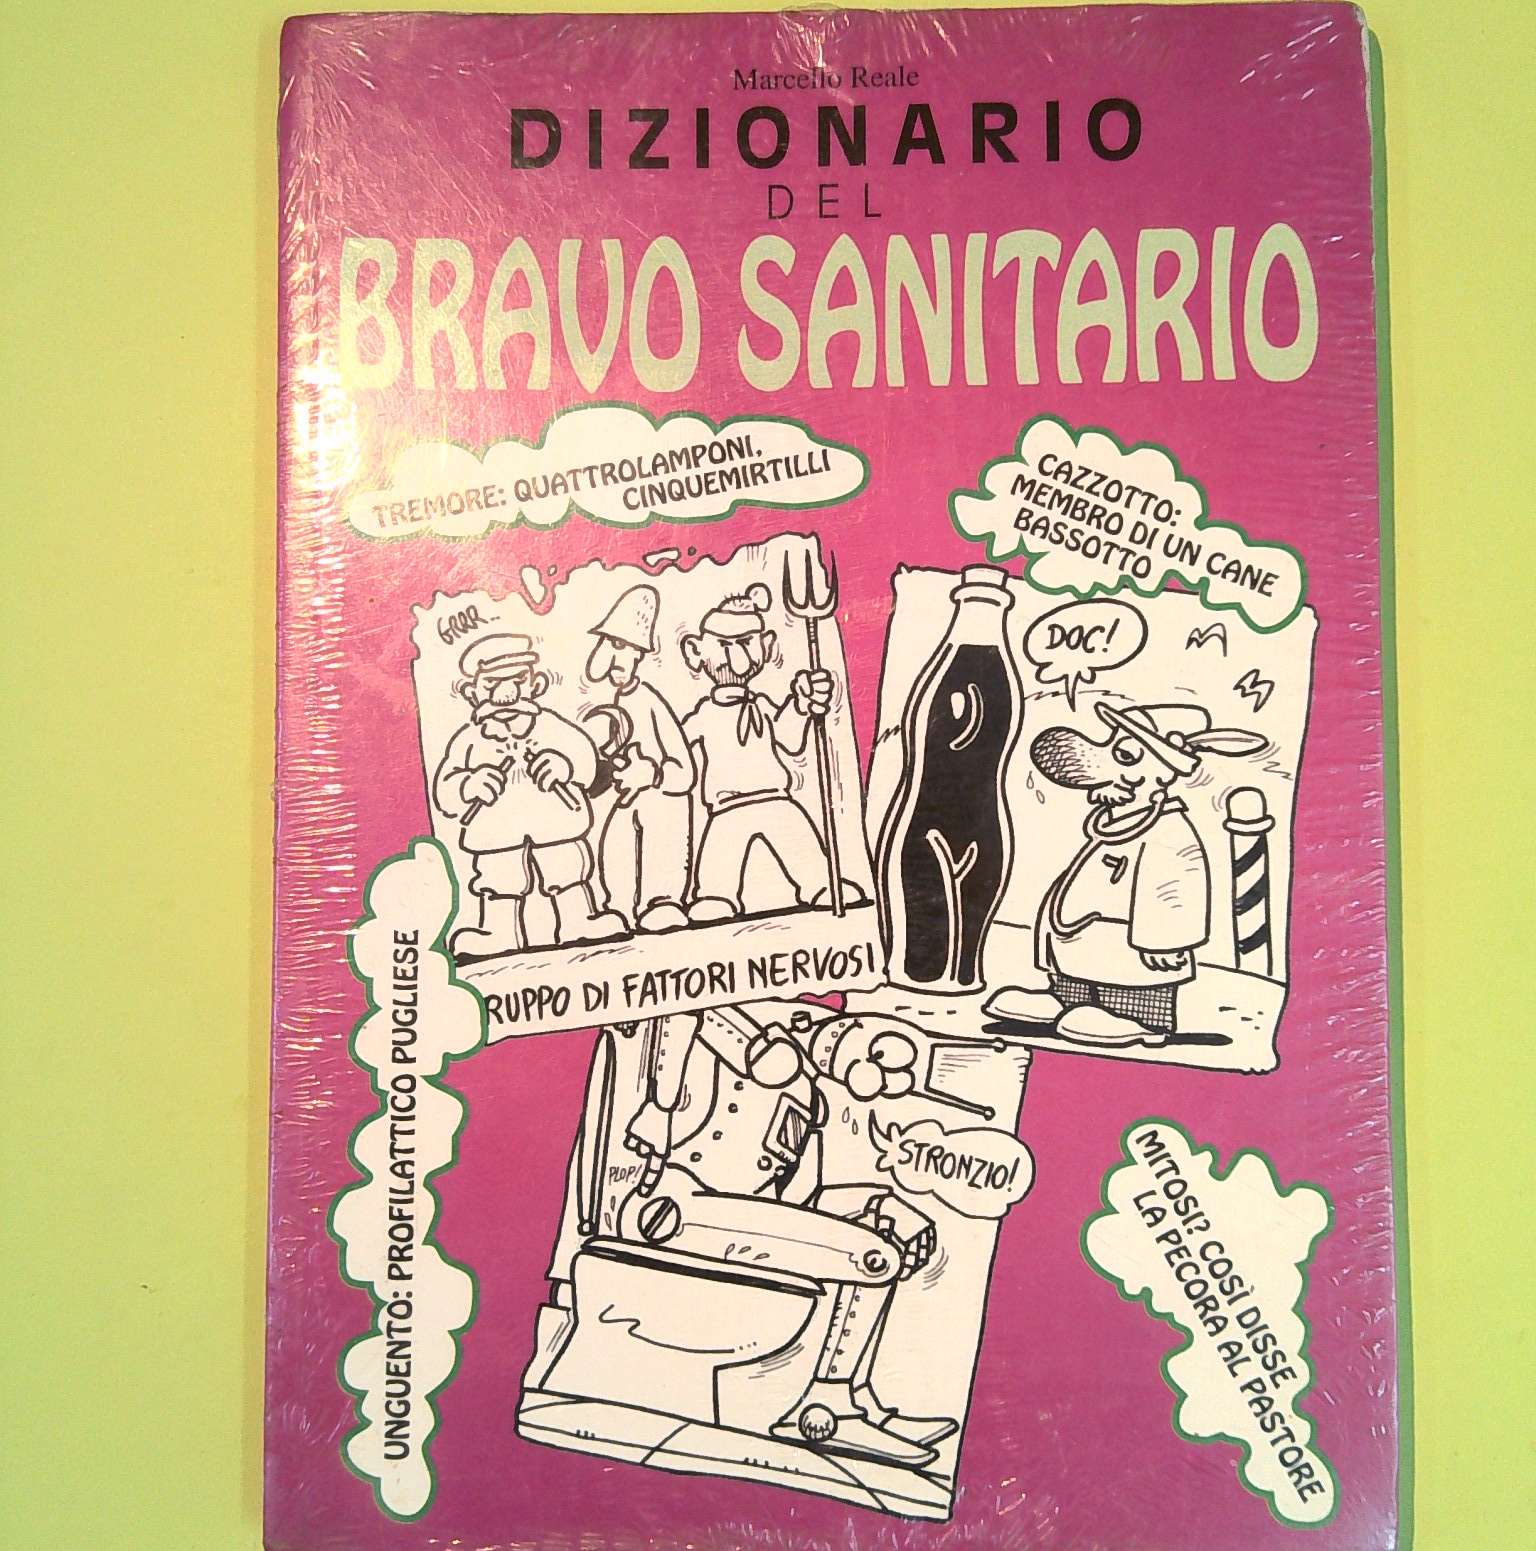 Marcello Reale
DIZIONARIO
DEL
BRAVO SANITARIO
TREMORE: QUATTROLAMPONI,
CINQUEMIRTILLI
CAZZOTTO:
MEMBRO DI UN CANE
BASSOTTO
GRRR..
DOC!
RUPPO DI FATTORI NERVOSI
UNGUENTO: PROFILATTICO PUGLIESE
PLOP!
STRONZIO!
MITOSI? COSÌ DISSE
LA PECORA AL PASTORE